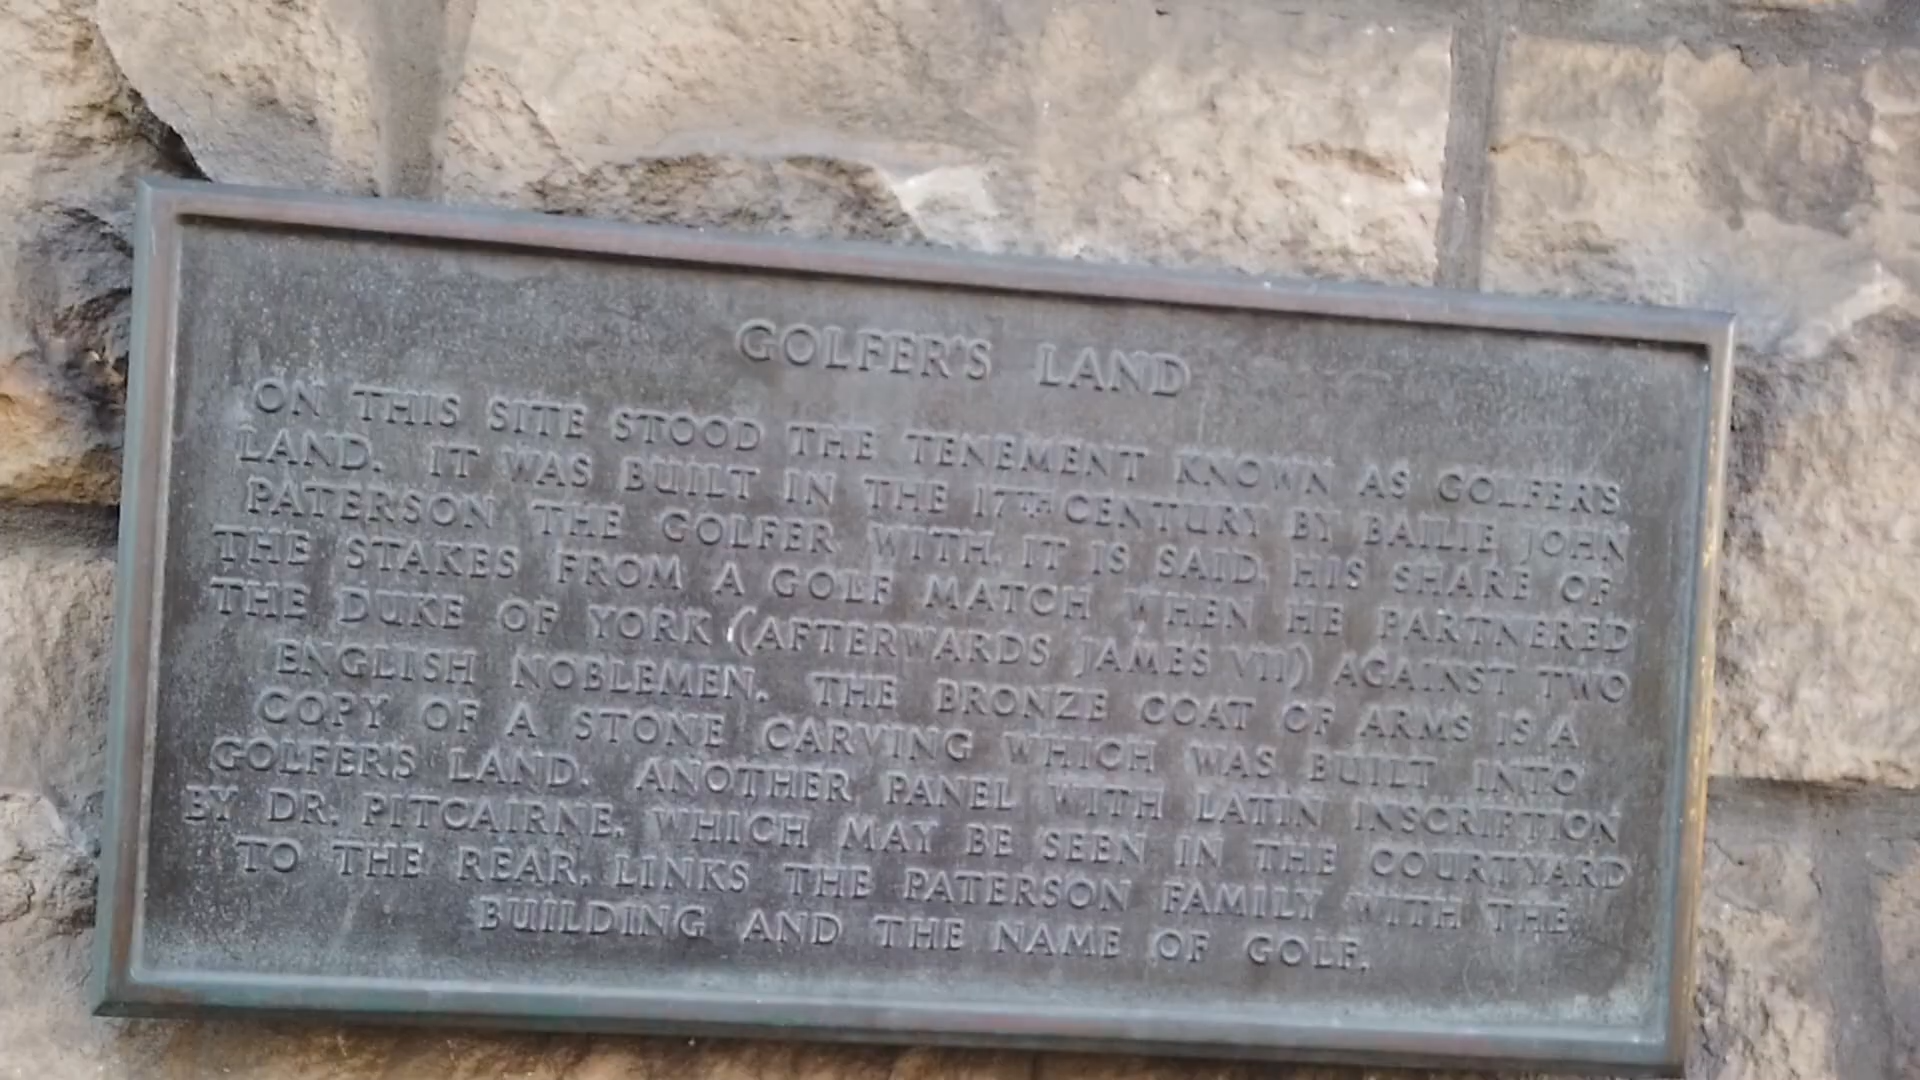 GOLFER'S LAND
ON THIS SITE STOOD THE TENEMENT KNOWN AS GOLFER'S
LAND. IT WAS BUILT IN THE 17TH CENTURY BY BAILIE JOHN
PATERSON THE GOLFER WITH, IT IS SAID, HIS SHARE OF
THE STAKES FROM A GOLF MATCH WHEN HE PARTNERED
THE DUKE OF YORK (AFTERWARDS JAMES VII) AGAINST TWO
ENGLISH NOBLEMEN. THE BRONZE COAT OF ARMS IS A
COPY OF A STONE CARVING WHICH WAS BUILT INTO
GOLFER'S LAND. ANOTHER PANEL WITH LATIN INSCRIPTION
BY DR. PITCAIRNE, WHICH MAY BE SEEN IN THE COURTYARD
TO THE REAR, LINKS THE PATERSON FAMILY WITH THE
BUILDING AND THE NAME OF GOLF.